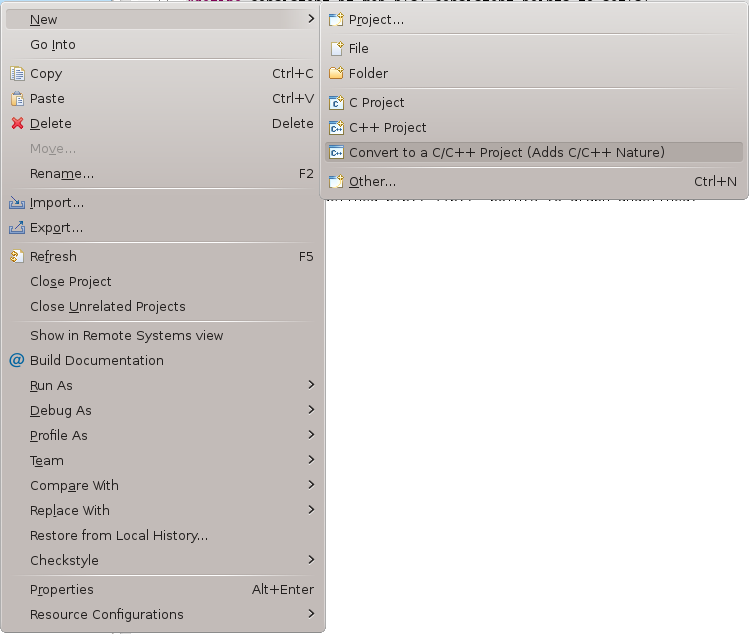 New
Go Into
Copy Ctrl+C
Paste Ctrl+V
Delete Delete
Move...
Rename... F2
Import...
Export...
Refresh F5
Close Project
Close Unrelated Projects
Show in Remote Systems view
@ Build Documentation
Run As
Debug As
Profile As
Team
Compare With
Replace With
Restore from Local History...
Checkstyle
Properties Alt+Enter
Resource Configurations
Project...
File
Folder
C Project
C++ Project
Convert to a C/C++ Project (Adds C/C++ Nature)
Other... Ctrl+N